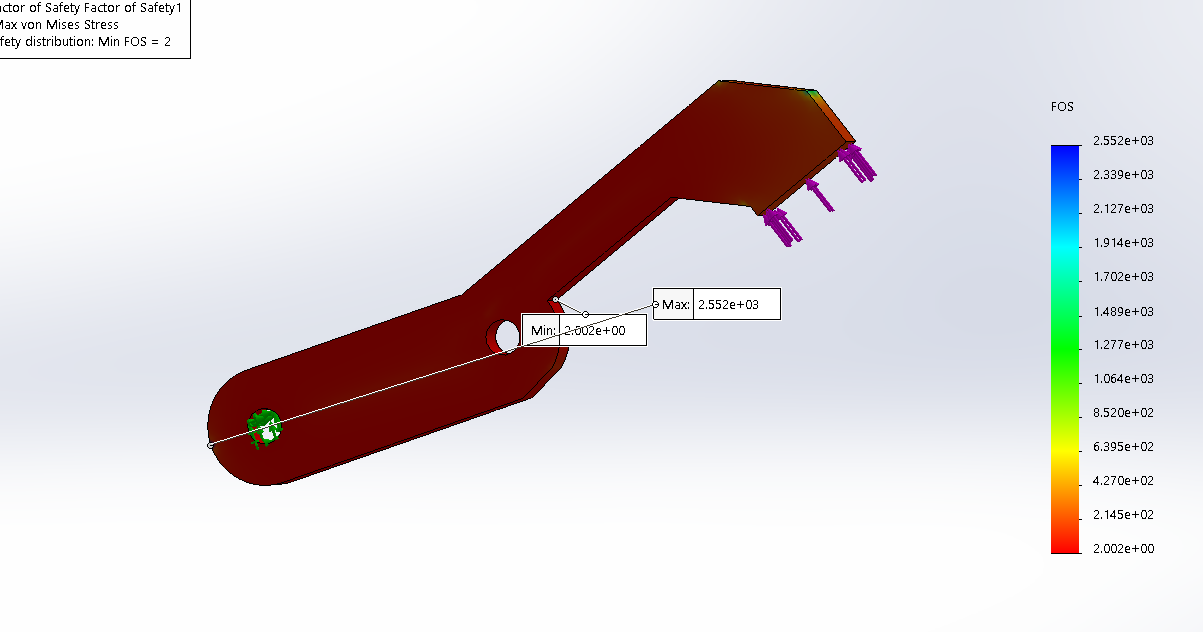 actor of Safety Factor of Safety1
Max von Mises Stress
fety distribution: Min FOS = 2
FOS
2.552e+03
2.339e+03
2.127e+03
1.914e+03
1.702e+03
1.489e+03
1.277e+03
1.064e+03
8.520e+02
6.395e+02
4.270e+02
2.145e+02
2.002e+00
Max: 2.552e+03
Min: 2.002e+00